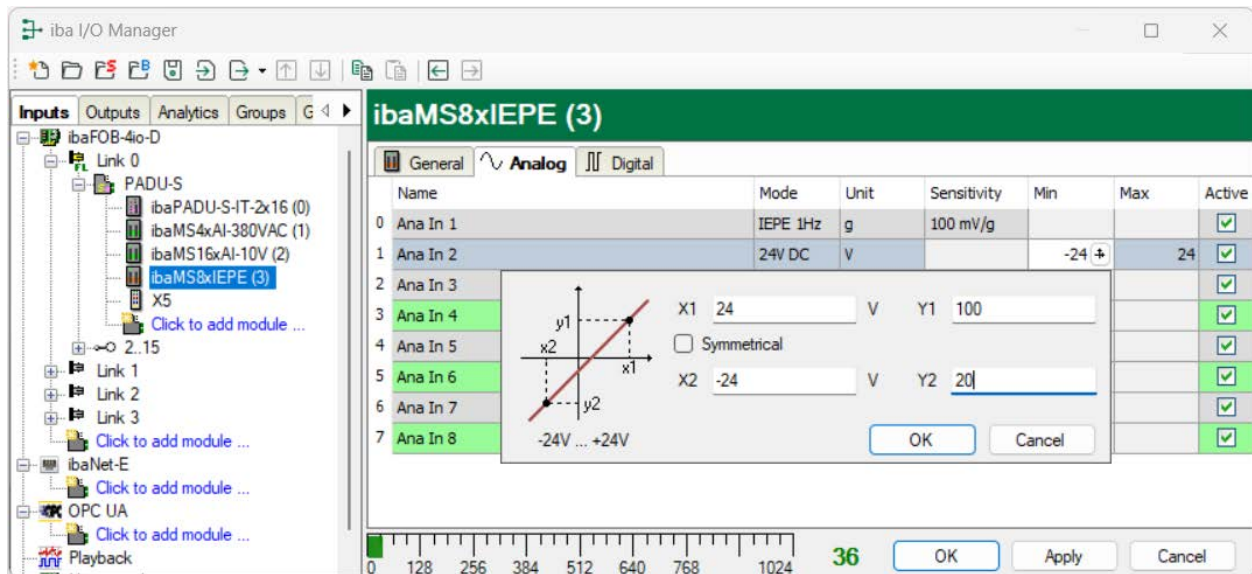 iba I/O Manager
Inputs Outputs Analytics Groups G
ibaFOB-4io-D
Link 0
PADU-S
ibaPADU-S-IT-2x16 (0)
ibaMS4xAI-380VAC (1)
ibaMS16xAI-10V (2)
ibaMS8xIEPE (3)
X5
Click to add module ...
2..15
Link 1
Link 2
Link 3
Click to add module ...
ibaNet-E
Click to add module ...
OPC UA
Click to add module ...
Playback
ibaMS8xIEPE (3)
General Analog Digital
Name Mode Unit Sensitivity Min Max Active
0 Ana In 1 IEPE 1Hz g 100 mV/g
1 Ana In 2 24V DC V -24 24
2 Ana In 3
3 Ana In 4
4 Ana In 5
5 Ana In 6
6 Ana In 7
7 Ana In 8
y1
x2
x1
y2
-24V ... +24V
X1 24 V Y1 100
Symmetrical
X2 -24 V Y2 20
OK Cancel
0 128 256 384 512 640 768 1024
36
OK Apply Cancel